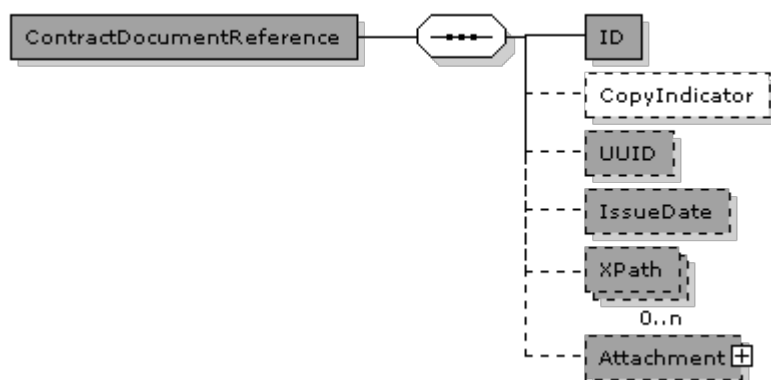 ContractDocumentReference
ID
CopyIndicator
UUID
IssueDate
XPath
0..n
Attachment